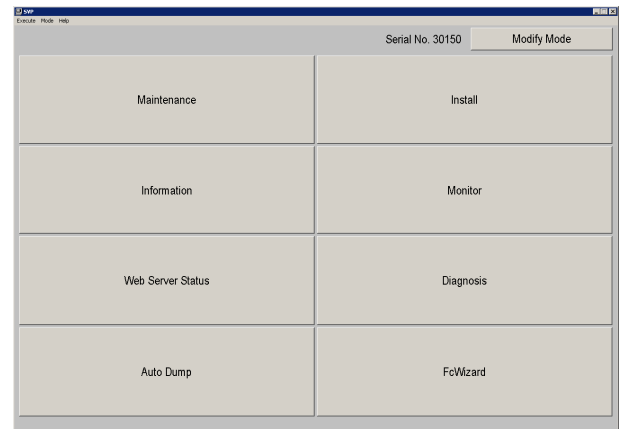 SVP
Execute Mode Help
Serial No. 30150 Modify Mode
Maintenance Install
Information Monitor
Web Server Status Diagnosis
Auto Dump FcWizard